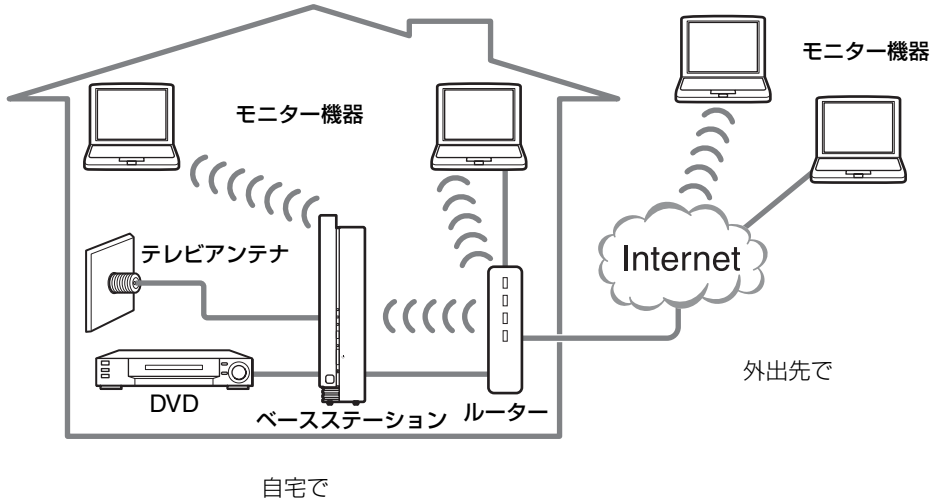 モニター機器
モニター機器
テレビアンテナ
Internet
外出先で
DVD
ベースステーション
ルーター
自宅で